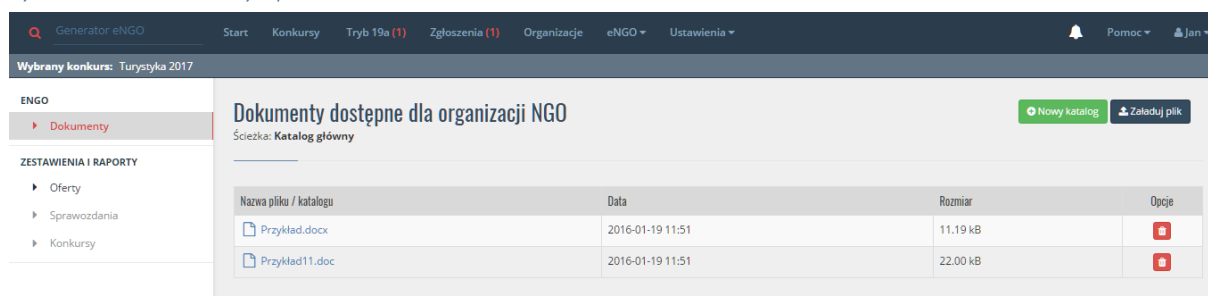 Generator eNGO Start Konkursy Tryb 19a (1) Zgłoszenia (1) Organizacje eNGO Ustawienia Pomoc Jan
Wybrany konkurs: Turystyka 2017
ENGO
Dokumenty
ZESTAWIENIA I RAPORTY
Oferty
Sprawozdania
Konkursy
Dokumenty dostępne dla organizacji NGO
Nowy katalog Załaduj plik
Ścieżka: Katalog główny
Nazwa pliku / katalogu Data Rozmiar Opcje
Przykład.docx 2016-01-19 11:51 11.19 kB
Przykład11.doc 2016-01-19 11:51 22.00 kB